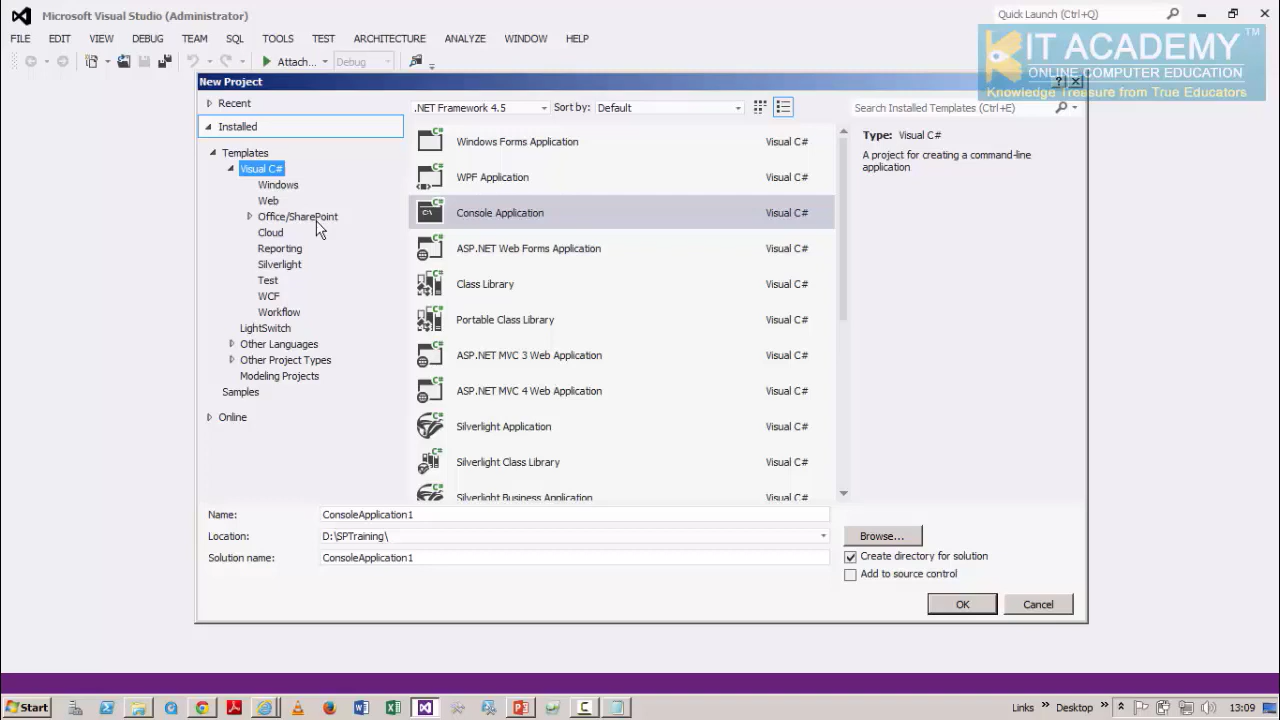 Microsoft Visual Studio (Administrator)
Quick Launch (Ctrl+Q)
FILE EDIT VIEW DEBUG TEAM SQL TOOLS TEST ARCHITECTURE ANALYZE WINDOW HELP
KIT ACADEMY TM
ONLINE COMPUTER EDUCATION
Knowledge Treasure from True Educators
Attach... Debug
New Project
Recent
Installed
Templates
Visual C#
Windows
Web
Office/SharePoint
Cloud
Reporting
Silverlight
Test
WCF
Workflow
LightSwitch
Other Languages
Other Project Types
Modeling Projects
Samples
Online
.NET Framework 4.5 Sort by: Default
Search Installed Templates (Ctrl+E)
Windows Forms Application Visual C#
WPF Application Visual C#
Console Application Visual C#
ASP.NET Web Forms Application Visual C#
Class Library Visual C#
Portable Class Library Visual C#
ASP.NET MVC 3 Web Application Visual C#
ASP.NET MVC 4 Web Application Visual C#
Silverlight Application Visual C#
Silverlight Class Library Visual C#
Silverlight Business Application Visual C#
Type: Visual C#
A project for creating a command-line
application
Name: ConsoleApplication1
Location: D:\SPTraining\
Browse...
Solution name: ConsoleApplication1
Create directory for solution
Add to source control
OK Cancel
Start
Links » Desktop »
13:09